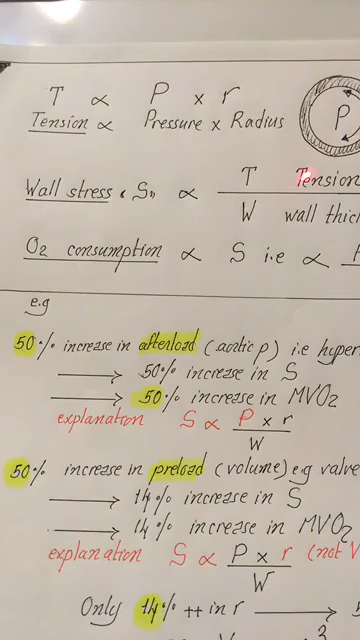 T ∝ P x r
Tension ∝ Pressure x Radius
P
Wall stress "S" ∝ T Tension
W wall thic
O2 consumption ∝ S i.e ∝
e.g
50% increase in afterload (aortic p) i.e hyper
→ 50% increase in S
→ 50% increase in MVO2
explanation S ∝ P x r
W
50% increase in preload (volume) e.g valve
→ 14% increase in S
→ 14% increase in MVO2
explanation S ∝ P x r (not V
W
Only 14% ++ in r →